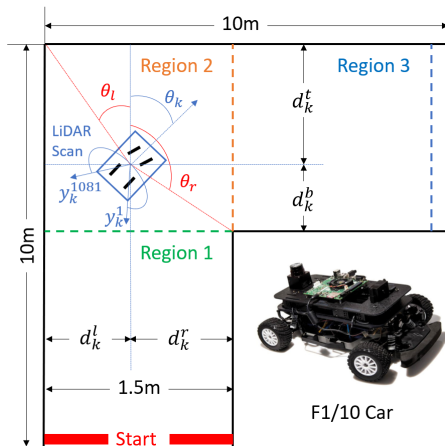 10m
Region 2
Region 3
θ_l
θ_k
d_k^t
LiDAR
Scan
θ_r
y_k^1081
y_k^1
d_k^b
10m
Region 1
d_k^l
d_k^r
1.5m
F1/10 Car
Start